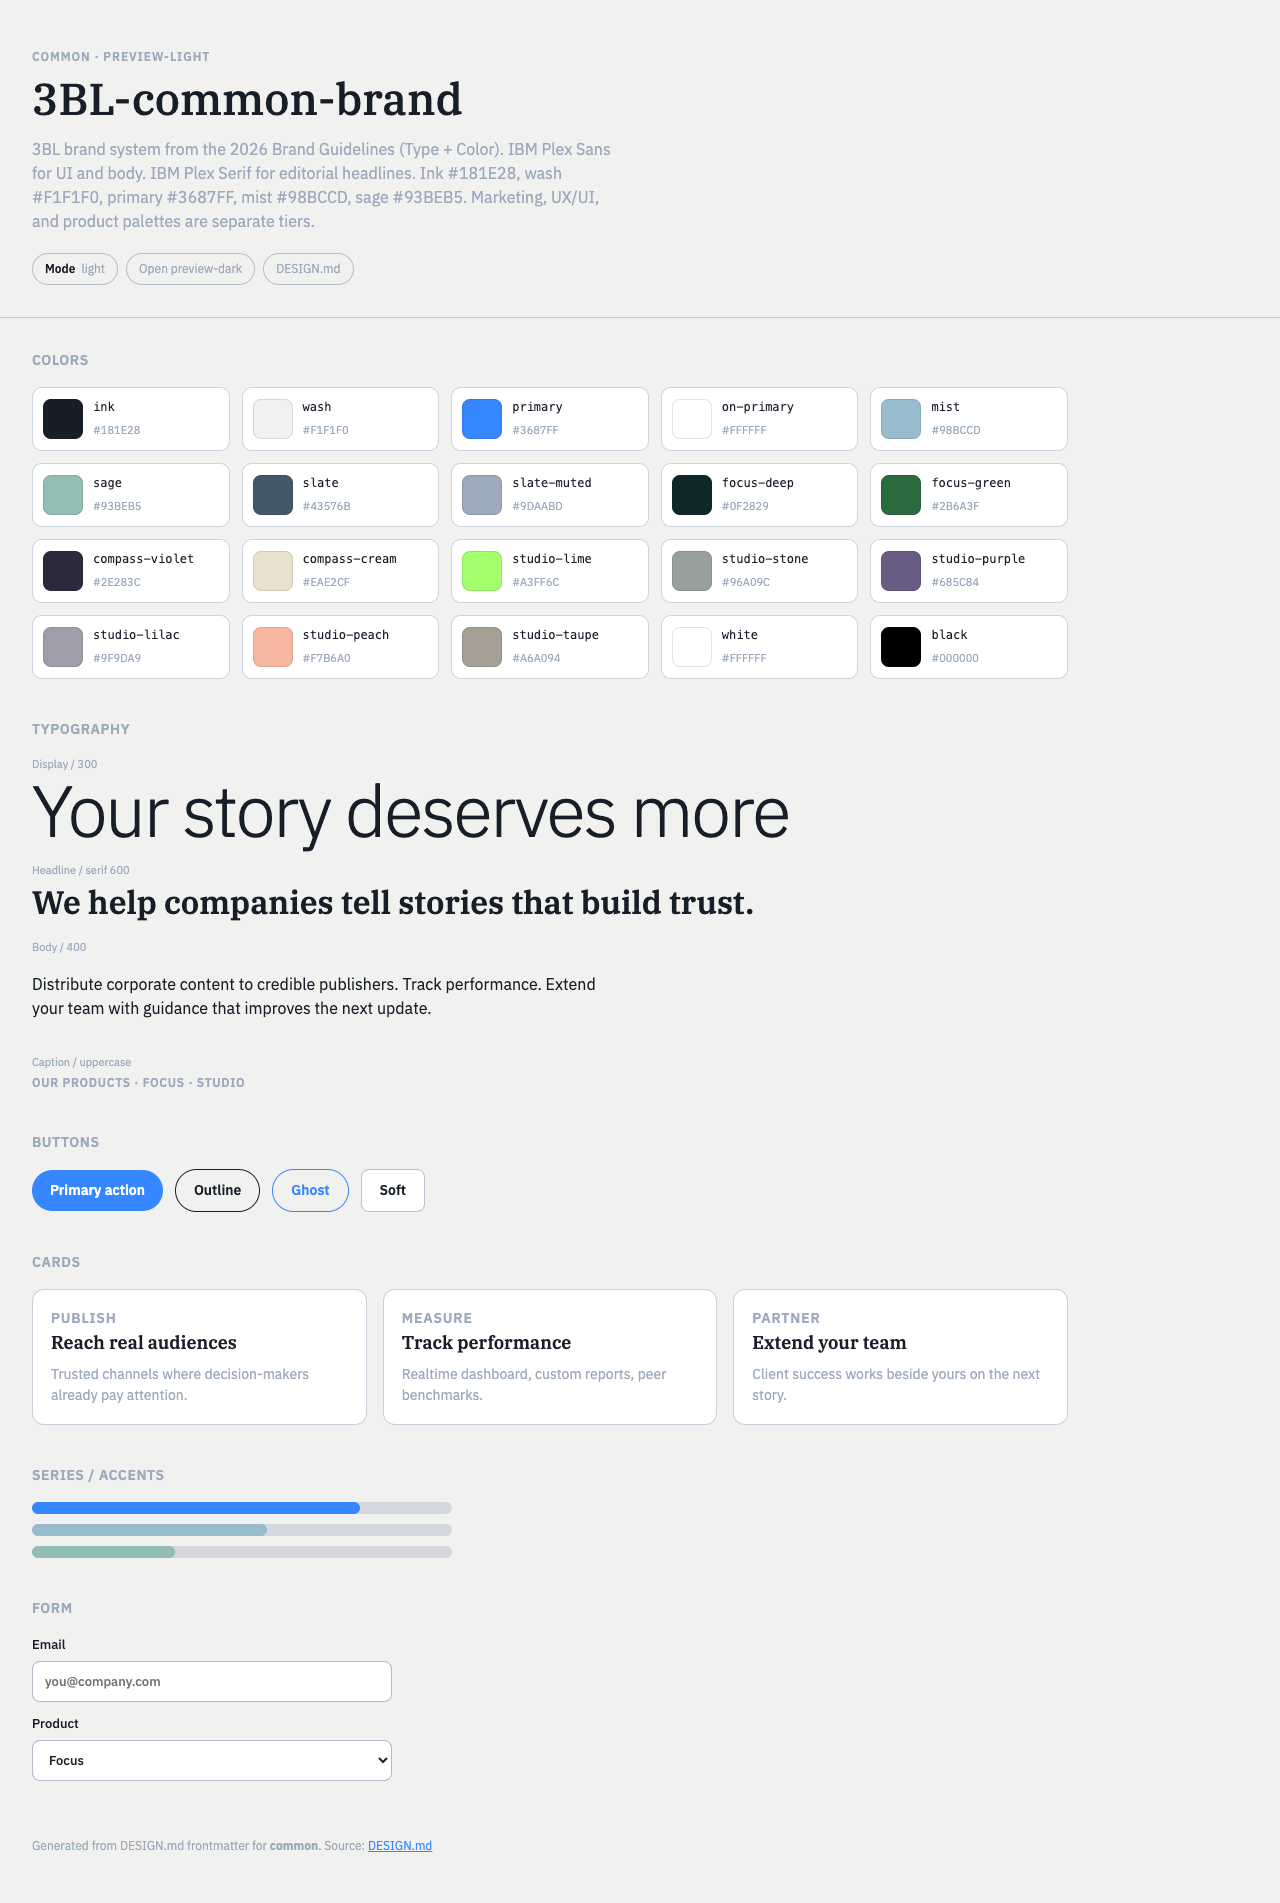 COMMON · PREVIEW-LIGHT
3BL-common-brand
3BL brand system from the 2026 Brand Guidelines (Type + Color). IBM Plex Sans
for UI and body. IBM Plex Serif for editorial headlines. Ink #181E28, wash
#F1F1F0, primary #3687FF, mist #98BCCD, sage #93BEB5. Marketing, UX/UI,
and product palettes are separate tiers.
Mode light Open preview-dark DESIGN.md
COLORS
ink
#181E28
wash
#F1F1F0
primary
#3687FF
on-primary
#FFFFFF
mist
#98BCCD
sage
#93BEB5
slate
#43576B
slate-muted
#9DAABD
focus-deep
#0F2829
focus-green
#2B6A3F
compass-violet
#2E283C
compass-cream
#EAE2CF
studio-lime
#A3FF6C
studio-stone
#96A09C
studio-purple
#685C84
studio-lilac
#9F9DA9
studio-peach
#F7B6A0
studio-taupe
#A6A094
white
#FFFFFF
black
#000000
TYPOGRAPHY
Display / 300
Your story deserves more
Headline / serif 600
We help companies tell stories that build trust.
Body / 400
Distribute corporate content to credible publishers. Track performance. Extend
your team with guidance that improves the next update.
Caption / uppercase
OUR PRODUCTS · FOCUS · STUDIO
BUTTONS
Primary action Outline Ghost Soft
CARDS
PUBLISH
Reach real audiences
Trusted channels where decision-makers
already pay attention.
MEASURE
Track performance
Realtime dashboard, custom reports, peer
benchmarks.
PARTNER
Extend your team
Client success works beside yours on the next
story.
SERIES / ACCENTS
FORM
Email
you@company.com
Product
Focus
Generated from DESIGN.md frontmatter for common. Source: DESIGN.md